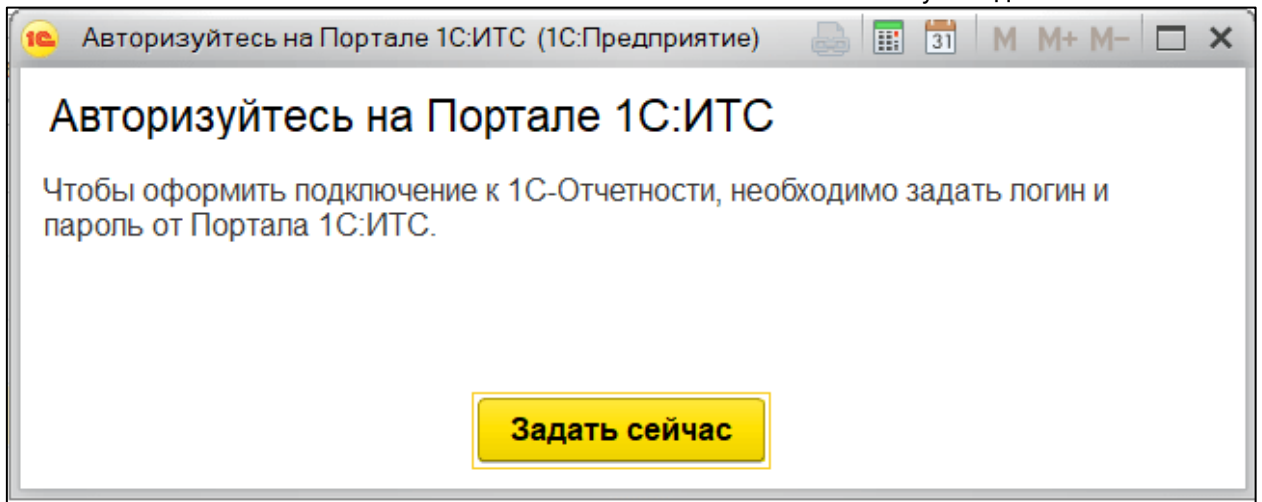 1С Авторизуйтесь на Портале 1С:ИТС (1С:Предприятие) 31 M M+ M-
Авторизуйтесь на Портале 1С:ИТС
Чтобы оформить подключение к 1С-Отчетности, необходимо задать логин и
пароль от Портала 1С:ИТС.
Задать сейчас